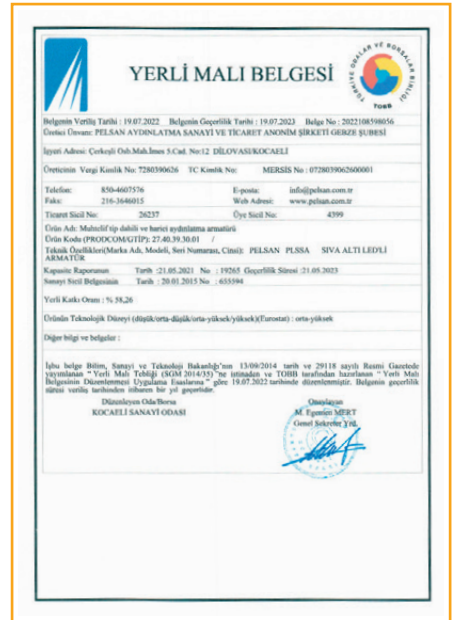 YERLİ MALI BELGESİ
TÜRKİYE ODALAR VE BORSALAR BİRLİĞİ
TOBB
Belgenin Veriliş Tarihi : 19.07.2022 Belgenin Geçerlilik Tarihi : 19.07.2023 Belge No : 2022108598056
Üretici Ünvanı: PELSAN AYDINLATMA SANAYİ VE TİCARET ANONİM ŞİRKETİ GEBZE ŞUBESİ
İşyeri Adresi: Çerkeşli Osb.Mah.İmes 5.Cad. No:12 DİLOVASI/KOCAELİ
Üreticinin Vergi Kimlik No: 7280390626 TC Kimlik No: MERSİS No : 0728039062600001
Telefon: 850-4607576 E-posta: info@pelsan.com.tr
Faks: 216-3646015 Web Adresi: www.pelsan.com.tr
Ticaret Sicil No: 26237 Üye Sicil No: 4399
Ürün Adı: Muhtelif tip dahili ve harici aydınlatma armatürü
Ürün Kodu (PRODCOM/GTİP): 27.40.39.30.01 /
Teknik Özellikleri(Marka Adı, Modeli, Seri Numarası, Cinsi): PELSAN PLSSA SIVA ALTI LED'Lİ
ARMATÜR
Kapasite Raporunun Tarih :21.05.2021 No : 19265 Geçerlilik Süresi :21.05.2023
Sanayi Sicil Belgesinin Tarih : 20.01.2015 No : 655594
Yerli Katkı Oranı : % 58,26
Ürünün Teknolojik Düzeyi (düşük/orta-düşük/orta-yüksek/yüksek)(Eurostat) : orta-yüksek
Diğer bilgi ve belgeler :
İşbu belge Bilim, Sanayi ve Teknoloji Bakanlığı'nın 13/09/2014 tarih ve 29118 sayılı Resmi Gazetede
yayımlanan " Yerli Malı Tebliği (SGM 2014/35) "ne istinaden ve TOBB tarafından hazırlanan " Yerli Malı
Belgesinin Düzenlenmesi Uygulama Esaslarına " göre 19.07.2022 tarihinde düzenlenmiştir. Belgenin geçerlilik
süresi veriliş tarihinden itibaren bir yıl geçerlidir.
Düzenleyen Oda/Borsa Onaylayan
KOCAELİ SANAYİ ODASI M. Egemen MERT
Genel Sekreter Yrd.